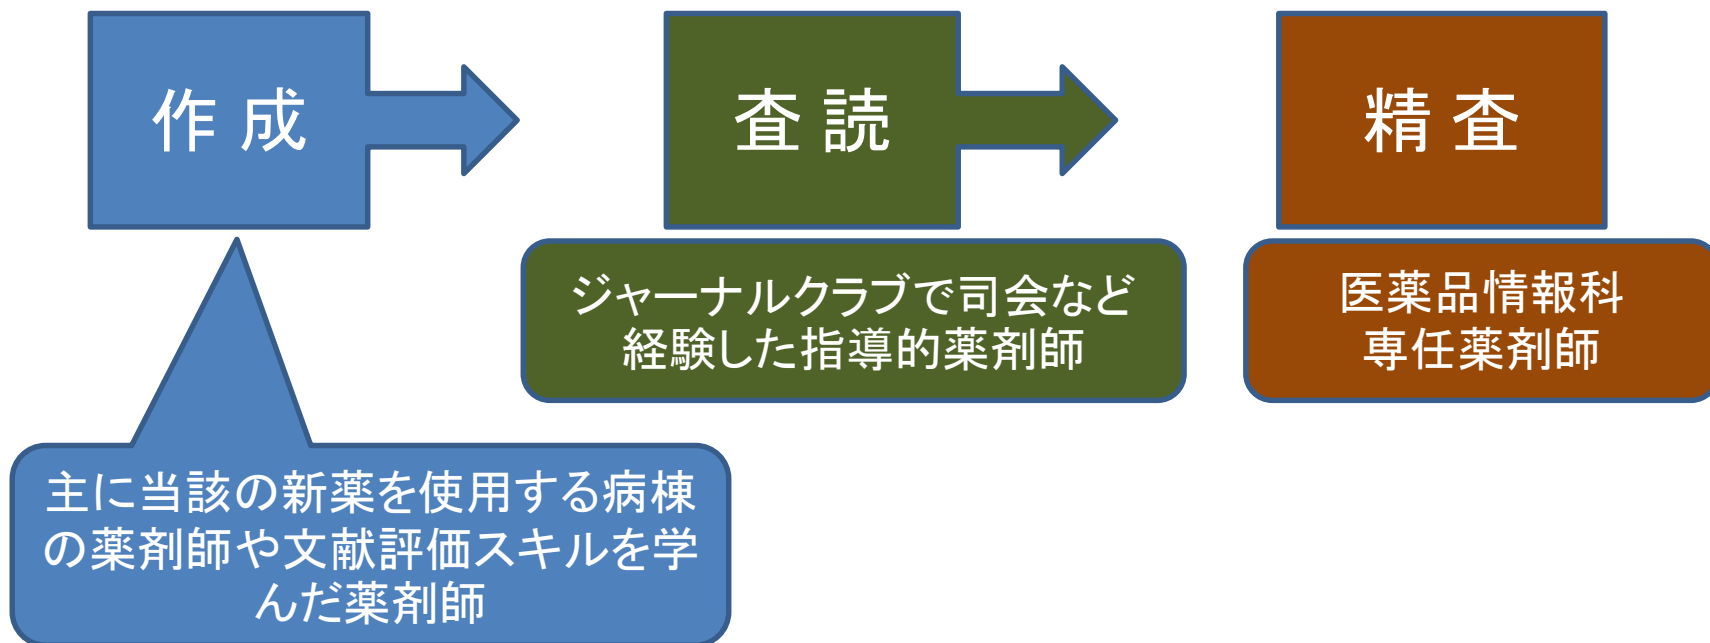 作成
査読
精査
ジャーナルクラブで司会など
経験した指導的薬剤師
医薬品情報科
専任薬剤師
主に当該の新薬を使用する病棟
の薬剤師や文献評価スキルを学
んだ薬剤師